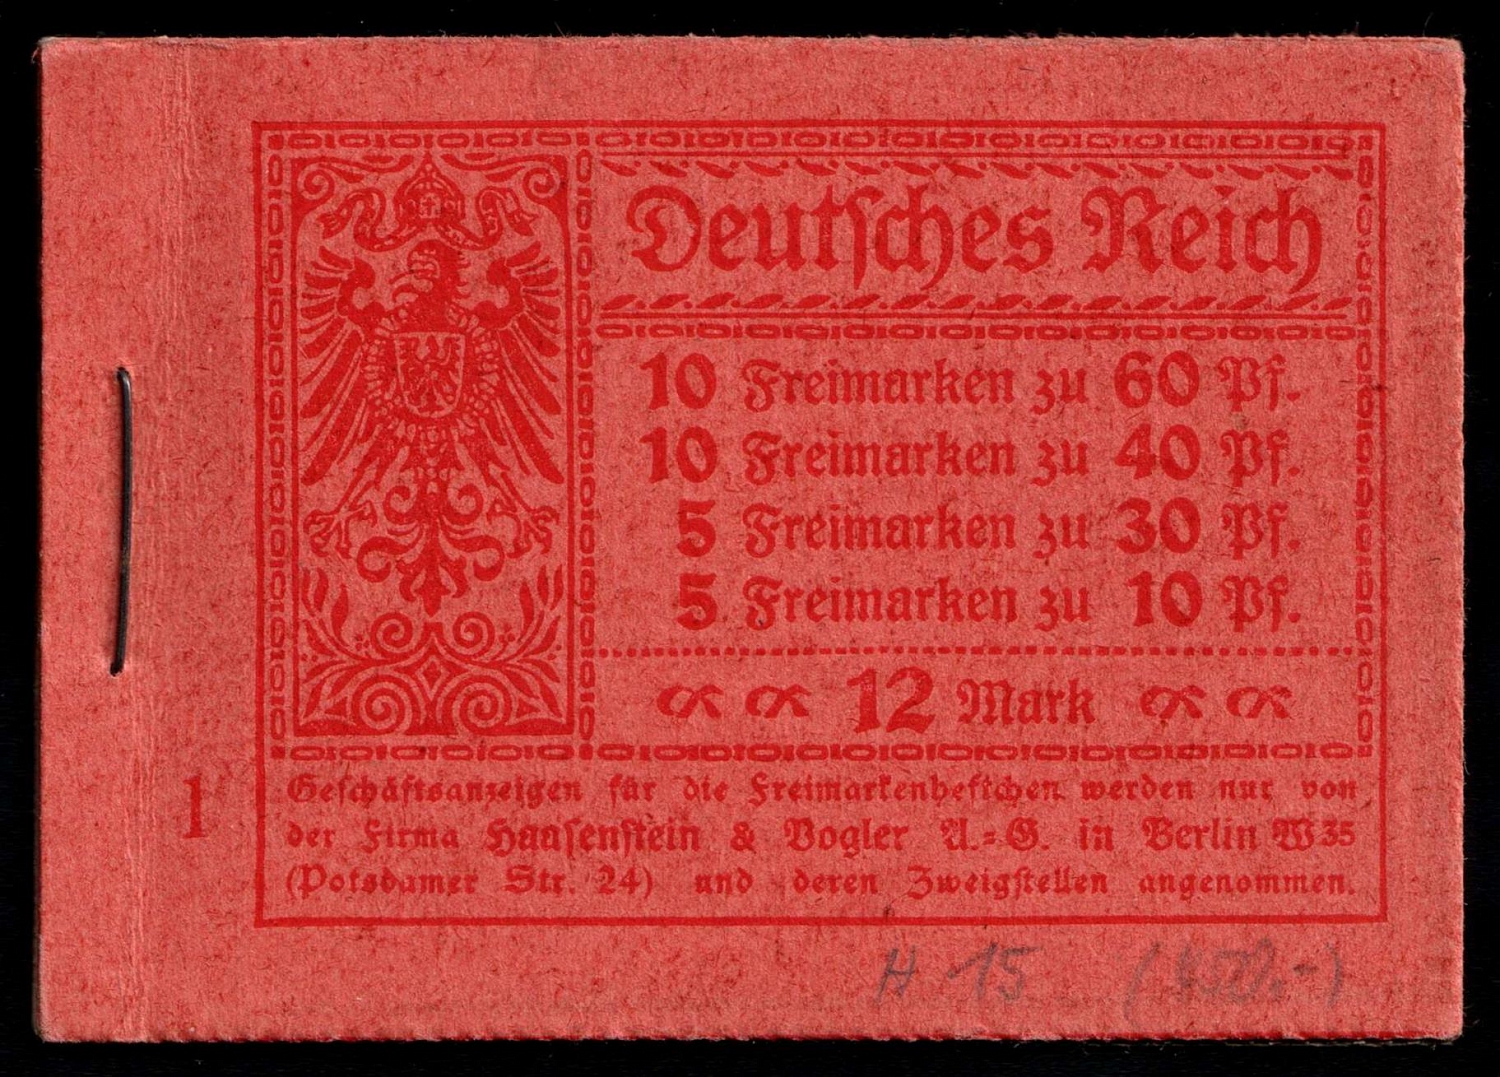 Deutsches Reich
10 Freimarken zu 60 Pf.
10 Freimarken zu 40 Pf.
5 Freimarken zu 30 Pf.
5 Freimarken zu 10 Pf.
12 Mark
1
Geschäftsanzeigen für die Freimarkenheftchen werden nur von
der Firma Haasenstein & Vogler A.=G. in Berlin W 35
(Potsdamer Str. 24) und deren Zweigstellen angenommen.
H 15